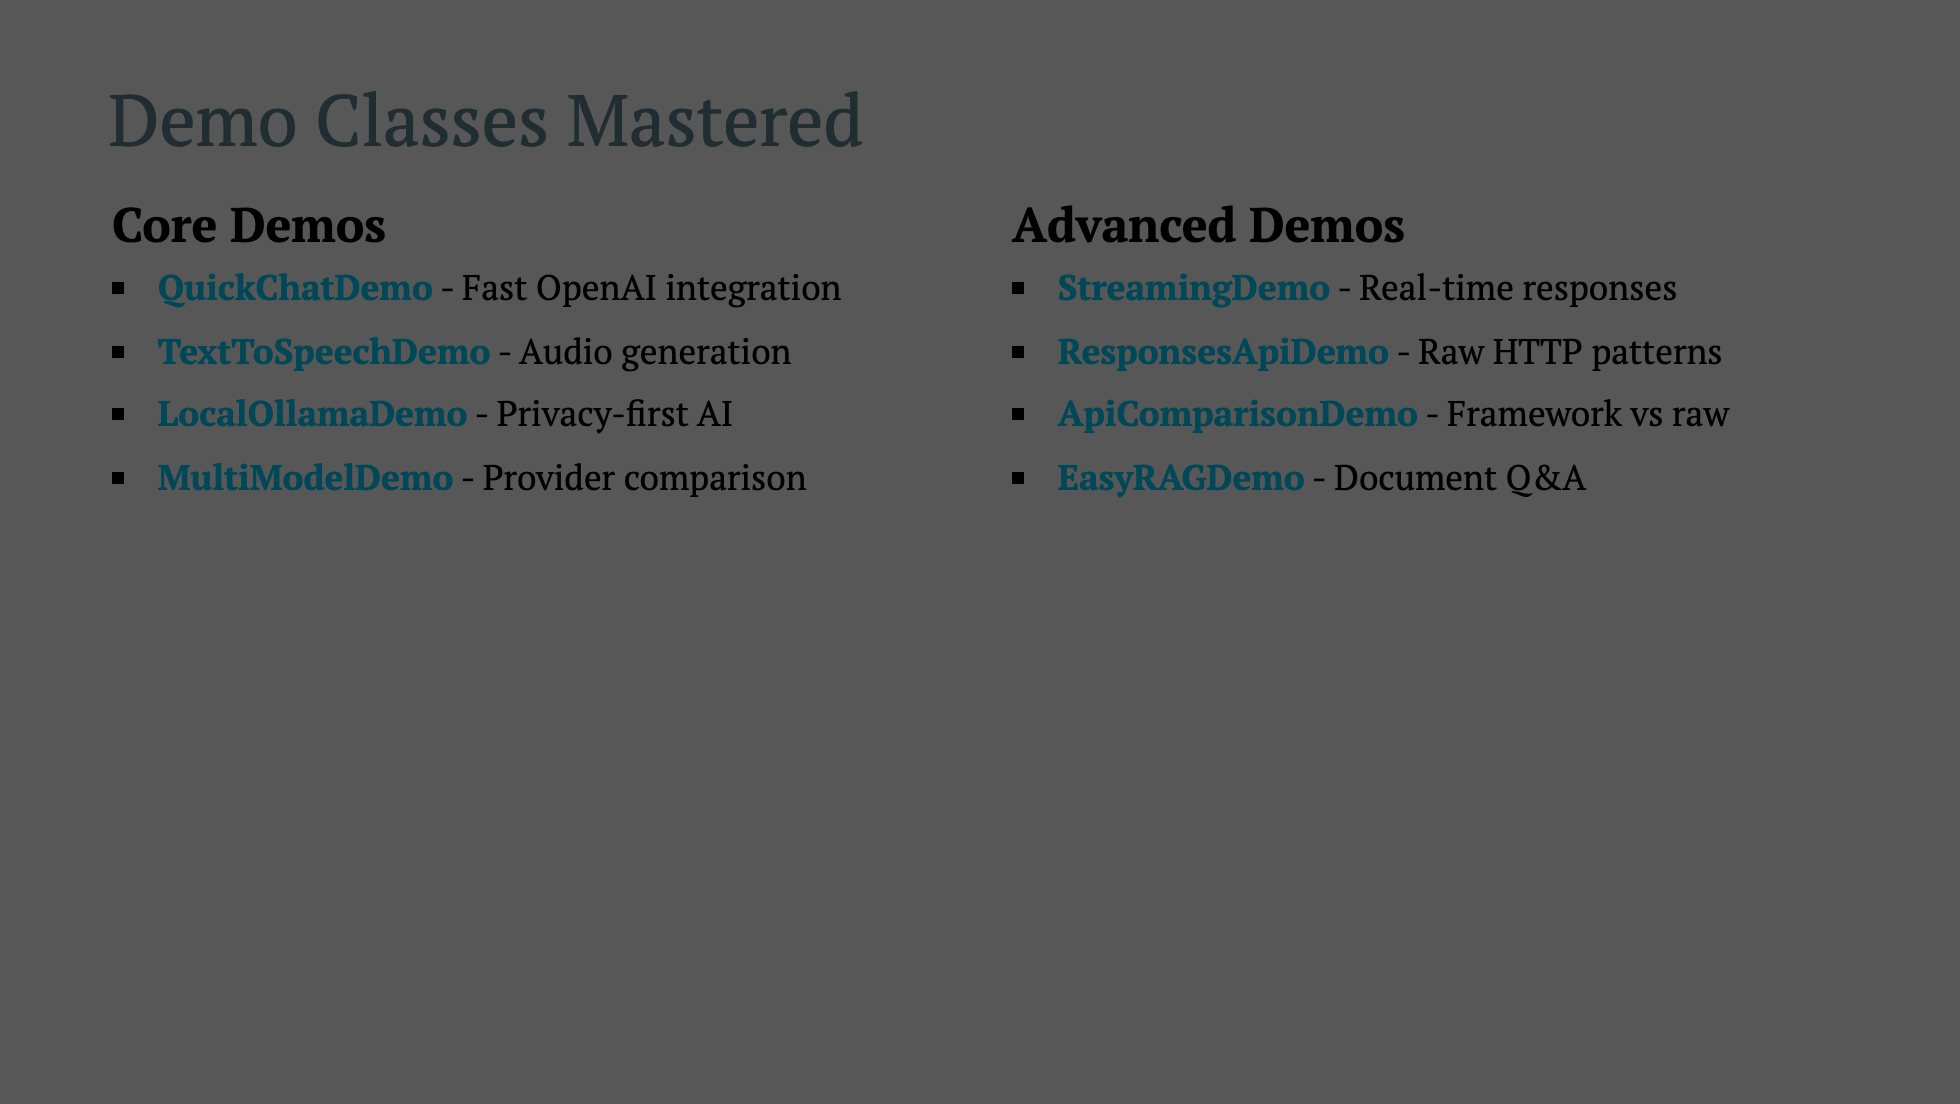 Demo Classes Mastered
Core Demos
▪ QuickChatDemo - Fast OpenAI integration
▪ TextToSpeechDemo - Audio generation
▪ LocalOllamaDemo - Privacy-first AI
▪ MultiModelDemo - Provider comparison
Advanced Demos
▪ StreamingDemo - Real-time responses
▪ ResponsesApiDemo - Raw HTTP patterns
▪ ApiComparisonDemo - Framework vs raw
▪ EasyRAGDemo - Document Q&A